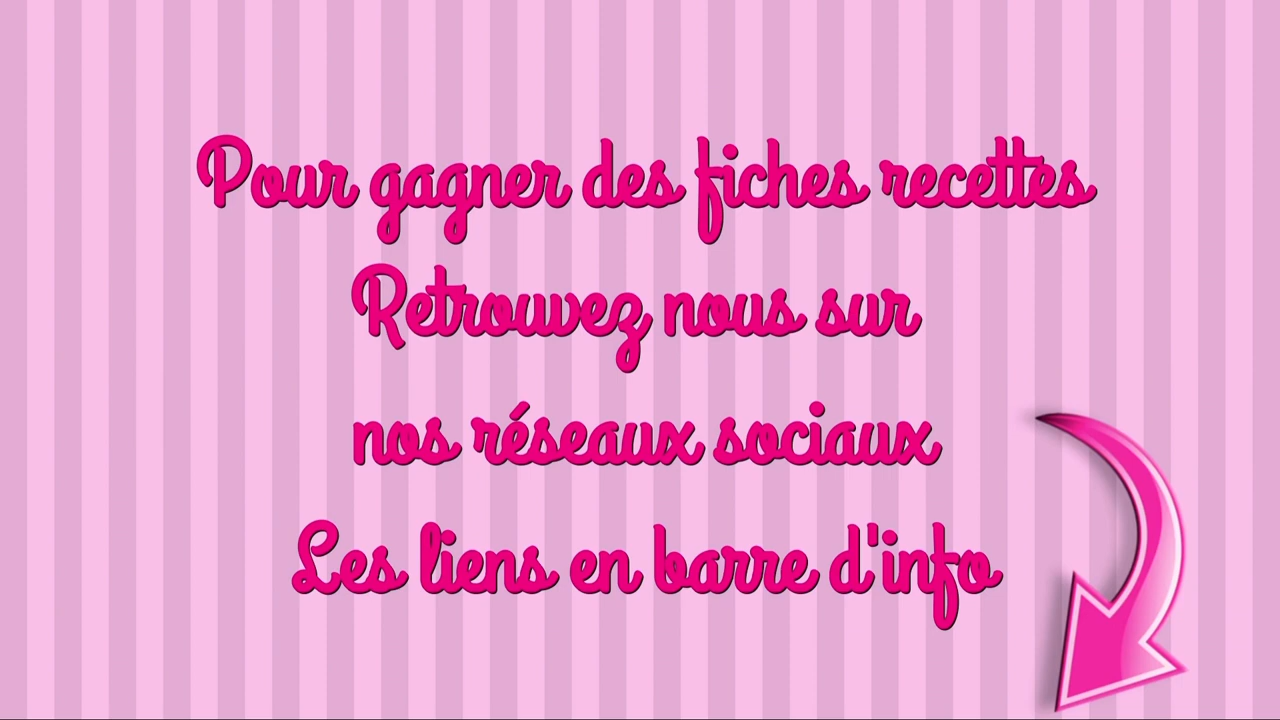 Pour gagner des fiches recettes
Retrouvez nous sur
nos réseaux sociaux
Les liens en barre d'info